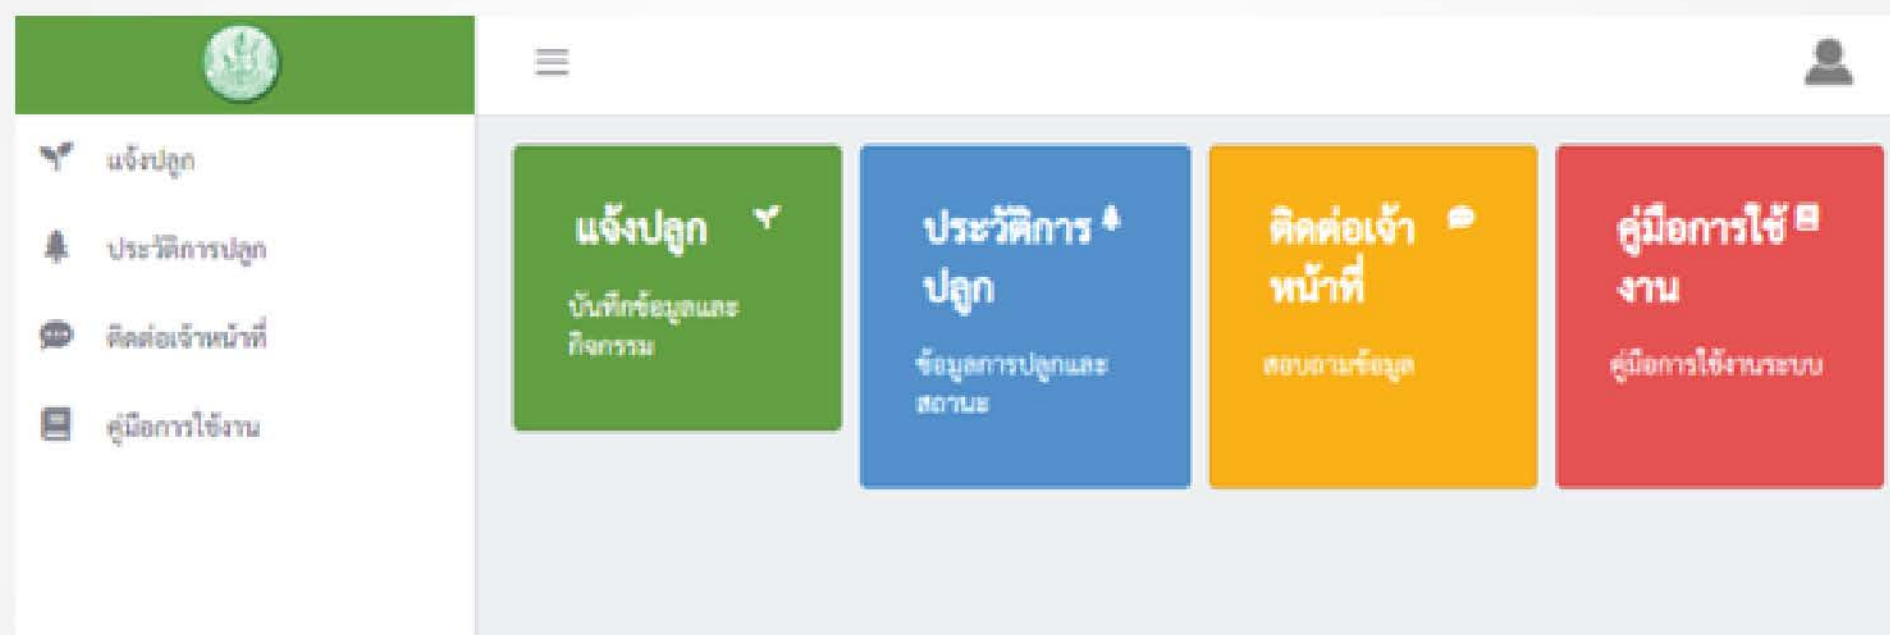 แจ้งปลูก
ประวัติการปลูก
ติดต่อเจ้าหน้าที่
คู่มือการใช้งาน
แจ้งปลูก
บันทึกข้อมูลและ
กิจกรรม
ประวัติการ
ปลูก
ข้อมูลการปลูกและ
สถานะ
ติดต่อเจ้า
หน้าที่
สอบถามข้อมูล
คู่มือการใช้
งาน
คู่มือการใช้งานระบบ